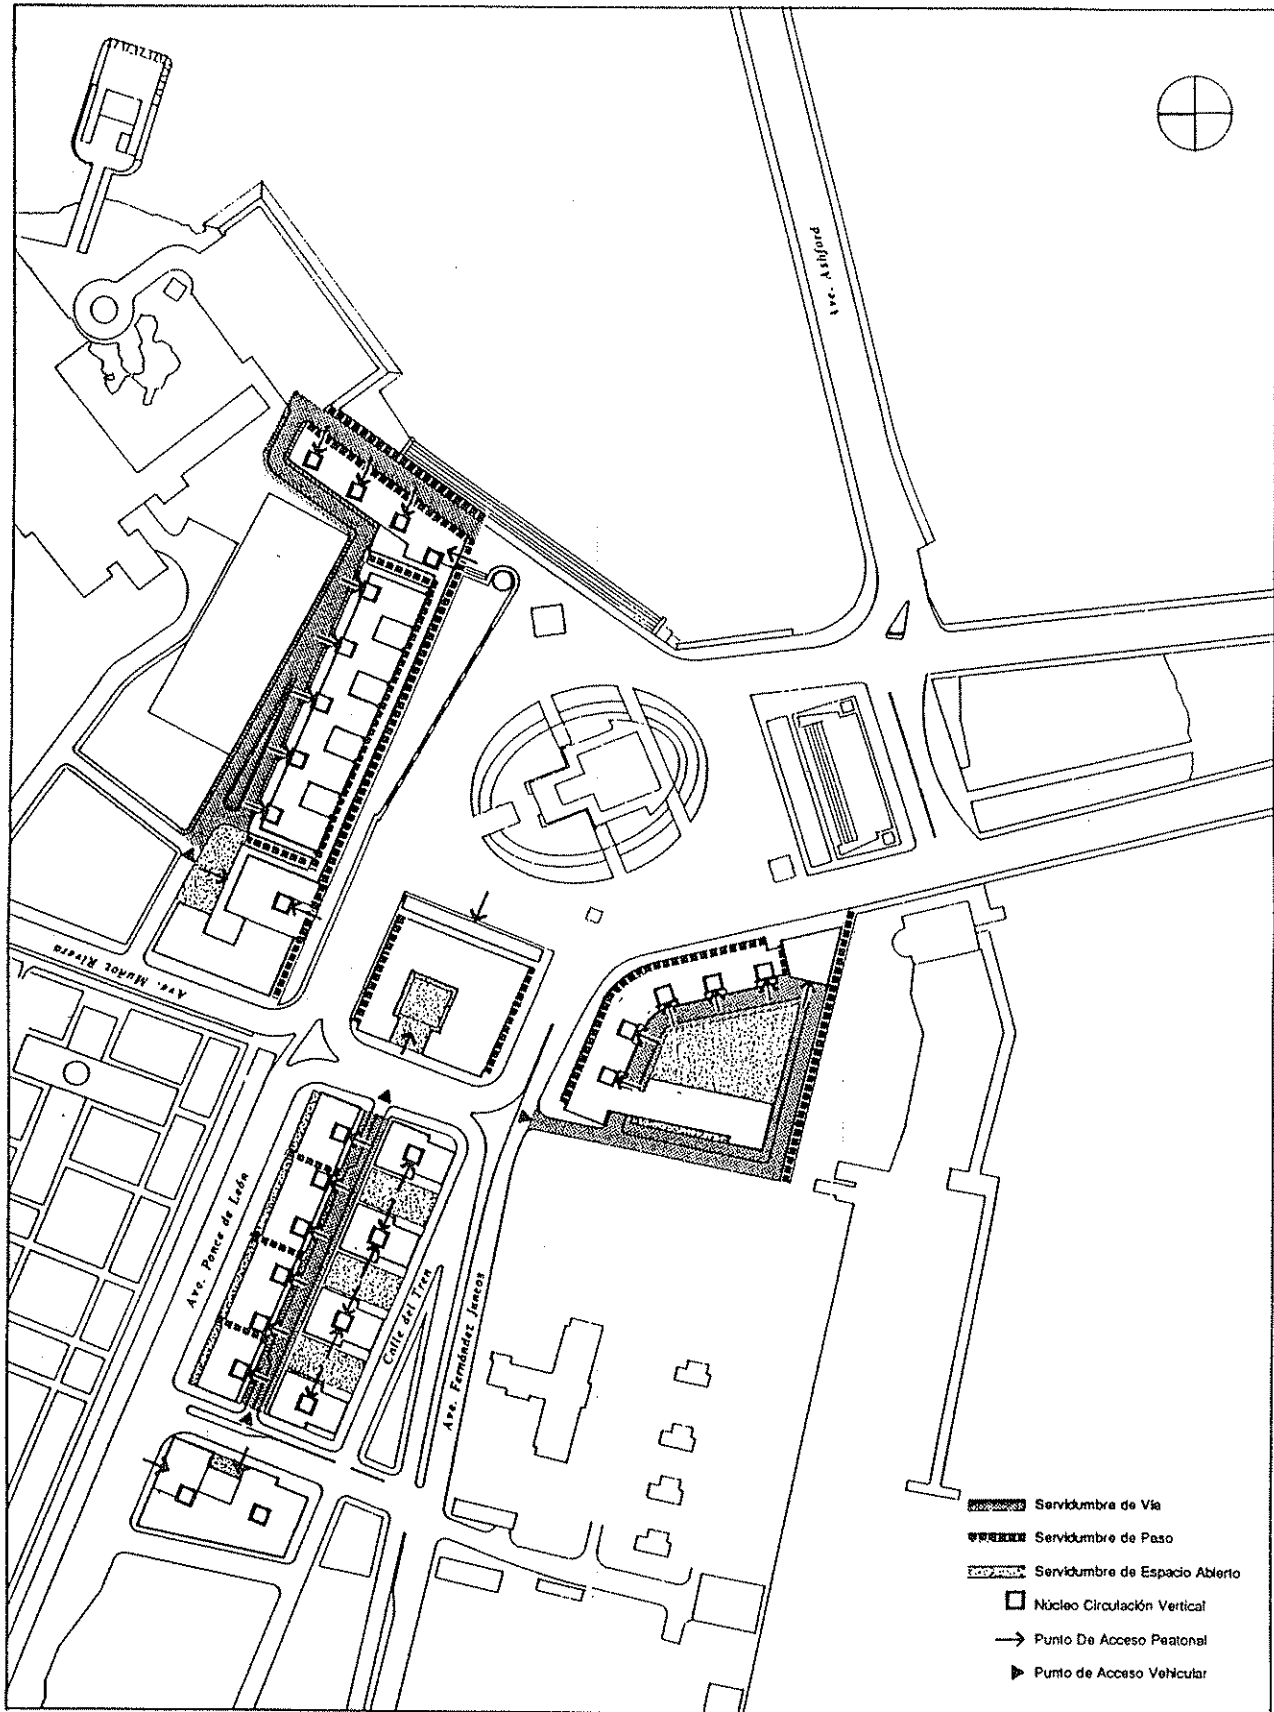 Ave. Ashford
Ave. Muñoz Rivera
Ave. Ponce de León
Calle del Tren
Ave. Fernández Juncos
Servidumbre de Vía
Servidumbre de Paso
Servidumbre de Espacio Abierto
Núcleo Circulación Vertical
Punto De Acceso Peatonal
Punto de Acceso Vehicular